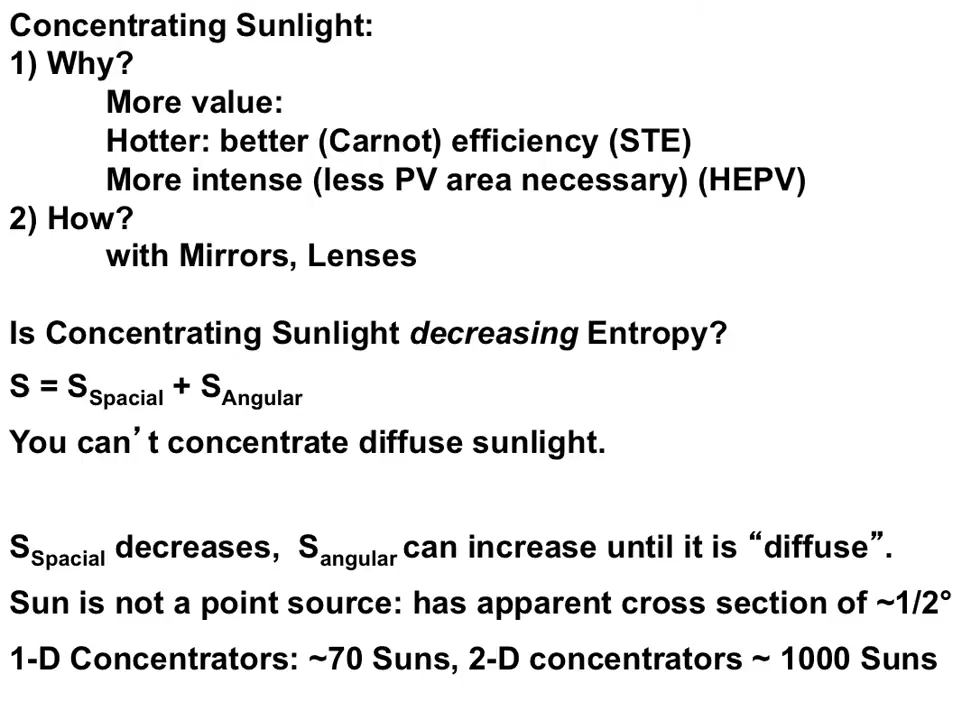 Concentrating Sunlight:
1) Why?
More value:
Hotter: better (Carnot) efficiency (STE)
More intense (less PV area necessary) (HEPV)
2) How?
with Mirrors, Lenses
Is Concentrating Sunlight decreasing Entropy?
S = SSpacial + SAngular
You can’t concentrate diffuse sunlight.
SSpacial decreases, Sangular can increase until it is “diffuse”.
Sun is not a point source: has apparent cross section of ~1/2°
1-D Concentrators: ~70 Suns, 2-D concentrators ~ 1000 Suns